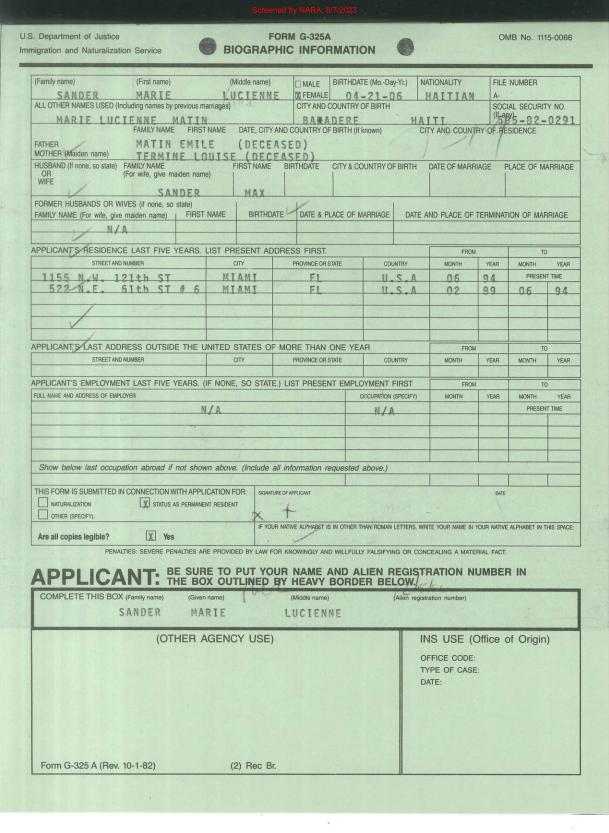 Screened by NARA, 8/7/2023
U.S. Department of Justice
Immigration and Naturalization Service
FORM G-325A
BIOGRAPHIC INFORMATION
OMB No. 1115-0066
(Family name) (First name) (Middle name) MALE BIRTHDATE (Mo.-Day-Yr.) NATIONALITY FILE NUMBER
SANDER MARIE LUCIENNE X FEMALE 04-21-06 HAITIAN A-
ALL OTHER NAMES USED (Including names by previous marriages) CITY AND COUNTRY OF BIRTH SOCIAL SECURITY NO. (If any)
MARIE LUCIENNE MATIN BARADERE HAITI
FAMILY NAME FIRST NAME DATE, CITY AND COUNTRY OF BIRTH (If known) CITY AND COUNTRY OF RESIDENCE
FATHER MATIN EMILE (DECEASED)
MOTHER (Maiden name) TERMINE LOUISE (DECEASED)
HUSBAND (If none, so state) FAMILY NAME FIRST NAME BIRTHDATE CITY & COUNTRY OF BIRTH DATE OF MARRIAGE PLACE OF MARRIAGE
OR (For wife, give maiden name)
WIFE
SANDER MAX
FORMER HUSBANDS OR WIVES (if none, so state)
FAMILY NAME (For wife, give maiden name) FIRST NAME BIRTHDATE DATE & PLACE OF MARRIAGE DATE AND PLACE OF TERMINATION OF MARRIAGE
N/A
APPLICANT'S RESIDENCE LAST FIVE YEARS. LIST PRESENT ADDRESS FIRST. FROM TO
STREET AND NUMBER CITY PROVINCE OR STATE COUNTRY MONTH YEAR MONTH YEAR
1155 N.W. 121th ST MIAMI FL U.S.A 06 94 PRESENT TIME
522 N.E. 61th ST # 6 MIAMI FL U.S.A 02 89 06 94
APPLICANT'S LAST ADDRESS OUTSIDE THE UNITED STATES OF MORE THAN ONE YEAR FROM TO
STREET AND NUMBER CITY PROVINCE OR STATE COUNTRY MONTH YEAR MONTH YEAR
APPLICANT'S EMPLOYMENT LAST FIVE YEARS. (IF NONE, SO STATE.) LIST PRESENT EMPLOYMENT FIRST FROM TO
FULL NAME AND ADDRESS OF EMPLOYER OCCUPATION (SPECIFY) MONTH YEAR MONTH YEAR
N/A N/A PRESENT TIME
Show below last occupation abroad if not shown above. (Include all information requested above.)
THIS FORM IS SUBMITTED IN CONNECTION WITH APPLICATION FOR: SIGNATURE OF APPLICANT DATE
NATURALIZATION X STATUS AS PERMANENT RESIDENT
OTHER (SPECIFY): x +
IF YOUR NATIVE ALPHABET IS IN OTHER THAN ROMAN LETTERS, WRITE YOUR NAME IN YOUR NATIVE ALPHABET IN THIS SPACE:
Are all copies legible? X Yes
PENALTIES: SEVERE PENALTIES ARE PROVIDED BY LAW FOR KNOWINGLY AND WILLFULLY FALSIFYING OR CONCEALING A MATERIAL FACT.
APPLICANT: BE SURE TO PUT YOUR NAME AND ALIEN REGISTRATION NUMBER IN
THE BOX OUTLINED BY HEAVY BORDER BELOW.
COMPLETE THIS BOX (Family name) (Given name) (Middle name) (Alien registration number)
SANDER MARIE LUCIENNE
(OTHER AGENCY USE) INS USE (Office of Origin)
OFFICE CODE:
TYPE OF CASE:
DATE:
Form G-325 A (Rev. 10-1-82) (2) Rec Br.